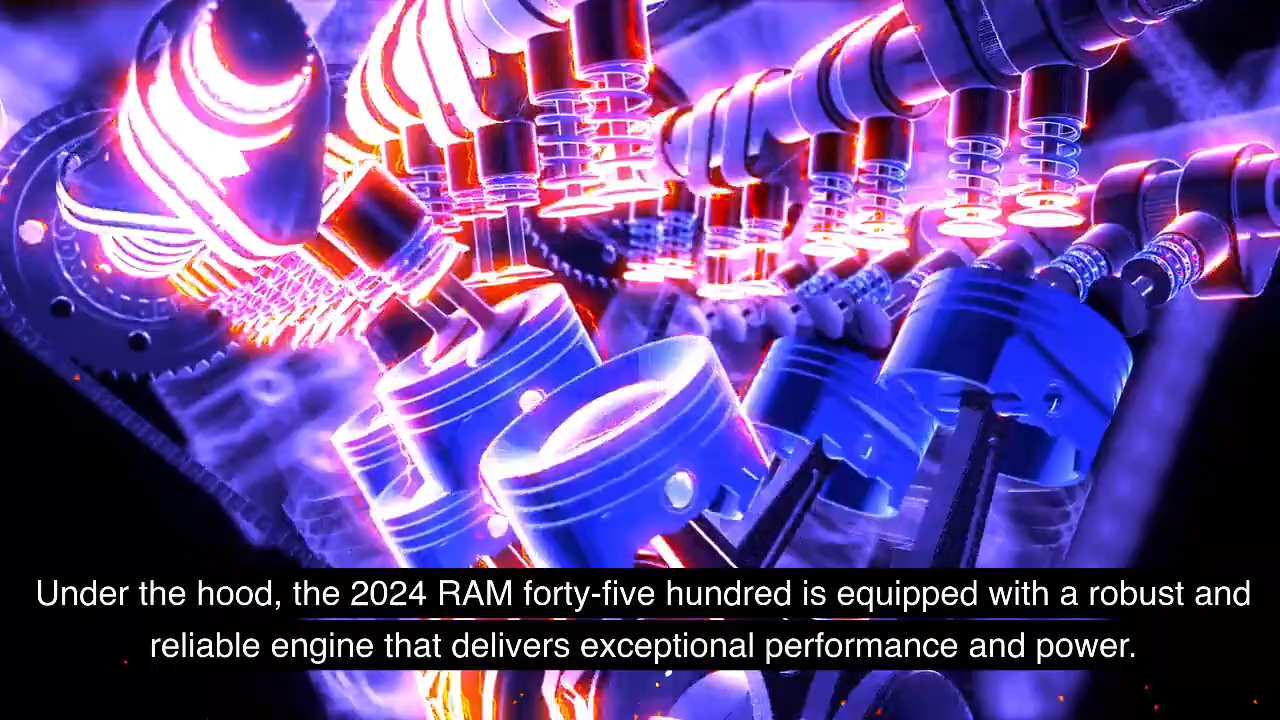 Under the hood, the 2024 RAM forty-five hundred is equipped with a robust and
reliable engine that delivers exceptional performance and power.